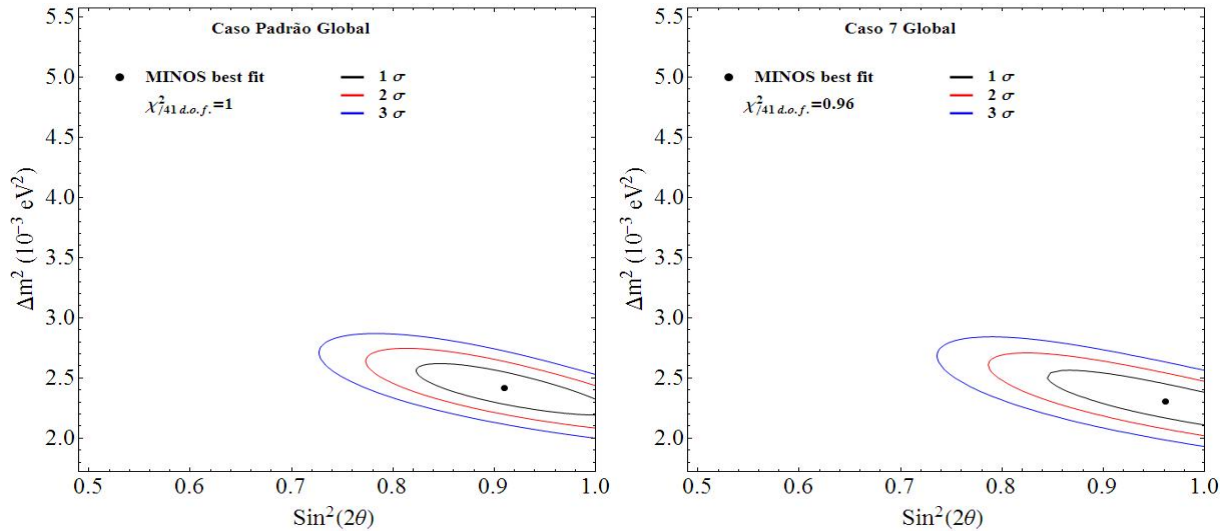 Caso Padrão Global
MINOS best fit
χ²/41 d.o.f.=1
1 σ
2 σ
3 σ
Δm² (10⁻³ eV²)
5.5
5.0
4.5
4.0
3.5
3.0
2.5
2.0
0.5 0.6 0.7 0.8 0.9 1.0
Sin²(2θ)
Caso 7 Global
MINOS best fit
χ²/41 d.o.f.=0.96
1 σ
2 σ
3 σ
Δm² (10⁻³ eV²)
5.5
5.0
4.5
4.0
3.5
3.0
2.5
2.0
0.5 0.6 0.7 0.8 0.9 1.0
Sin²(2θ)